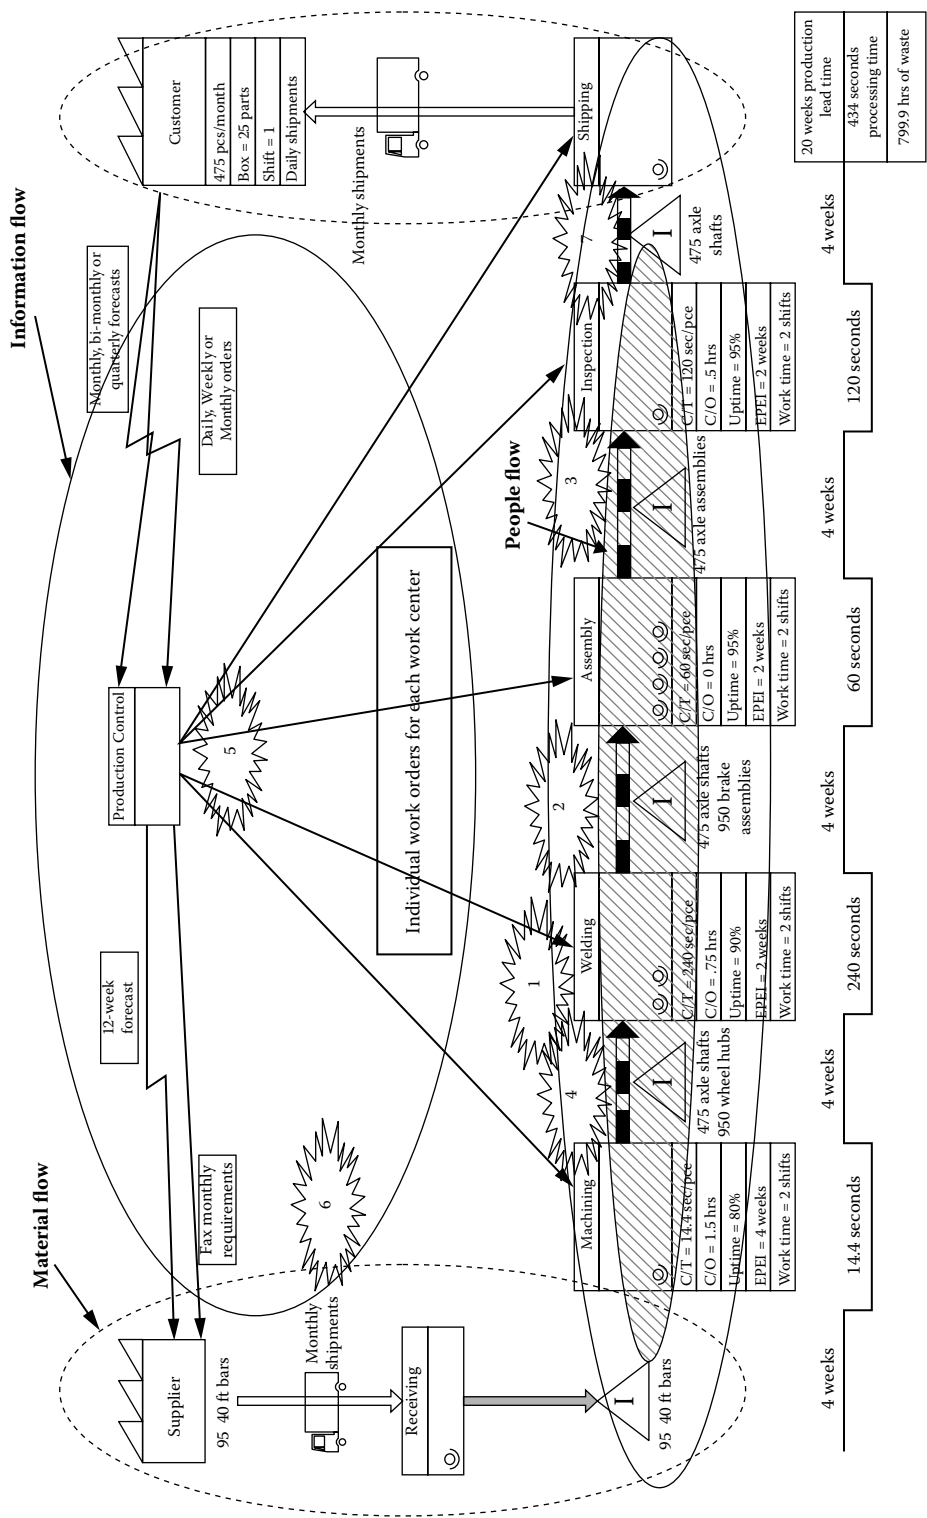 Material flow
Information flow
Supplier
95 40 ft bars
Monthly
shipments
Receiving
95 40 ft bars
Fax monthly
requirements
12-week
forecast
Production Control
Monthly, bi-monthly or
quarterly forecasts
Daily, Weekly or
Monthly orders
Customer
475 pcs/month
Box = 25 parts
Shift = 1
Daily shipments
Monthly shipments
Individual work orders for each work center
People flow
6
5
4
1
2
3
7
Machining
C/T = 14.4 sec/pce
C/O = 1.5 hrs
Uptime = 80%
EPEI = 4 weeks
Work time = 2 shifts
I
I
475 axle shafts
950 wheel hubs
Welding
C/T = 240 sec/pce
C/O = .75 hrs
Uptime = 90%
EPEI = 2 weeks
Work time = 2 shifts
I
475 axle shafts
950 brake
assemblies
Assembly
C/T = 60 sec/pce
C/O = 0 hrs
Uptime = 95%
EPEI = 2 weeks
Work time = 2 shifts
I
475 axle assemblies
Inspection
C/T = 120 sec/pce
C/O = .5 hrs
Uptime = 95%
EPEI = 2 weeks
Work time = 2 shifts
I
475 axle
shafts
Shipping
4 weeks
14.4 seconds
4 weeks
240 seconds
4 weeks
60 seconds
4 weeks
120 seconds
4 weeks
20 weeks production
lead time
434 seconds
processing time
799.9 hrs of waste